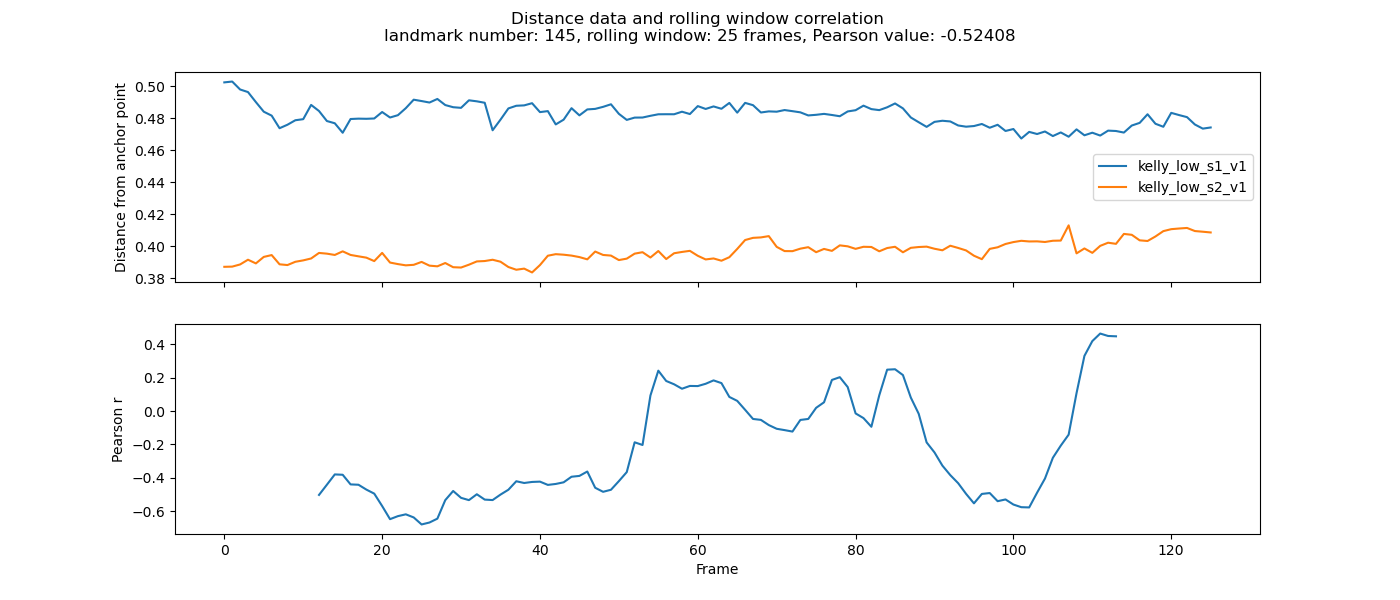 Distance data and rolling window correlation
landmark number: 145, rolling window: 25 frames, Pearson value: -0.52408
Distance from anchor point
0.50
0.48
0.46
0.44
0.42
0.40
0.38
kelly_low_s1_v1
kelly_low_s2_v1
Pearson r
0.4
0.2
0.0
−0.2
−0.4
−0.6
0
20
40
60
80
100
120
Frame